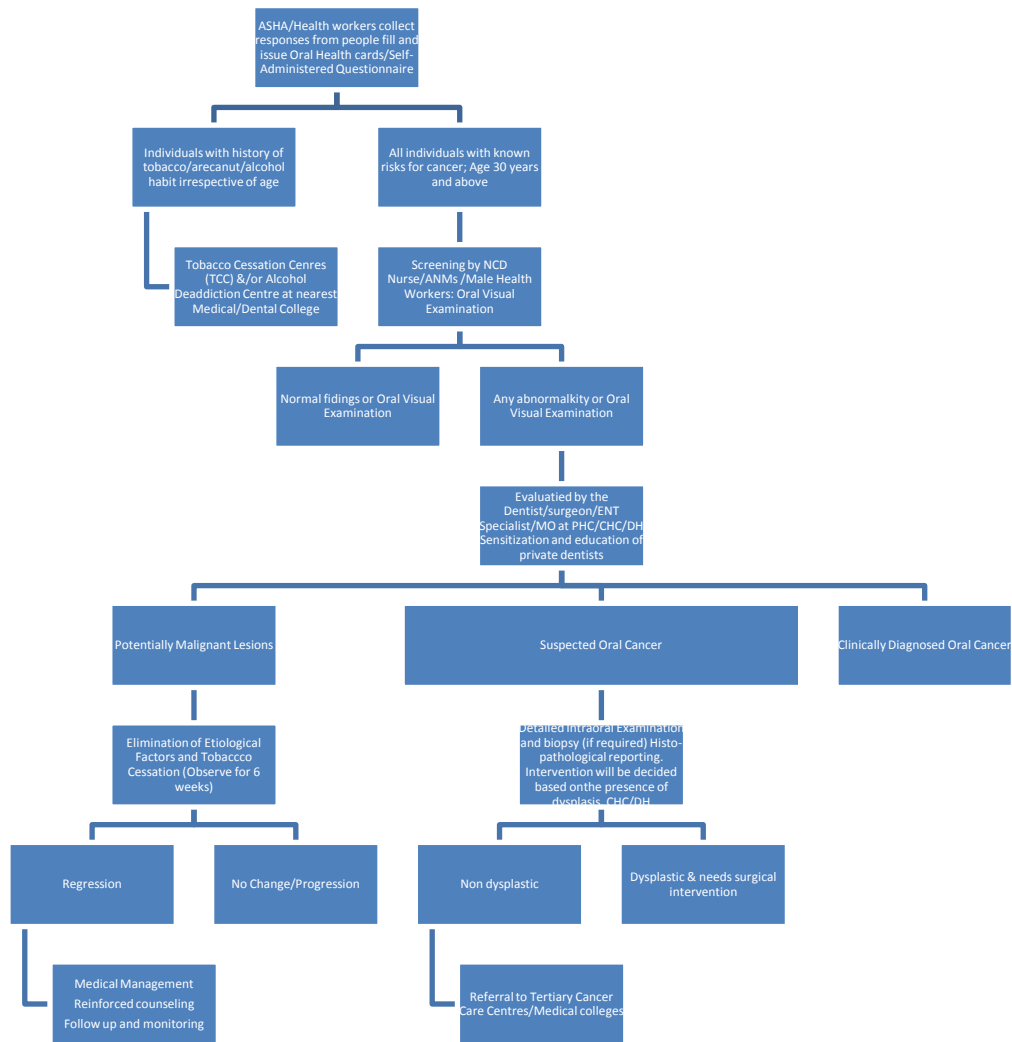 ASHA/Health workers collect
responses from people fill and
issue Oral Health cards/Self-
Administered Questionnaire
Individuals with history of
tobacco/arecanut/alcohol
habit irrespective of age
All individuals with known
risks for cancer; Age 30 years
and above
Tobacco Cessation Cenres
(TCC) &/or Alcohol
Deaddiction Centre at nearest
Medical/Dental College
Screening by NCD
Nurse/ANMs /Male Health
Workers: Oral Visual
Examination
Normal fidings or Oral Visual
Examination
Any abnormalkity or Oral
Visual Examination
Evaluatied by the
Dentist/surgeon/ENT
Specialist/MO at PHC/CHC/DH
Sensitization and education of
private dentists
Potentially Malignant Lesions
Suspected Oral Cancer
Clinically Diagnosed Oral Cancer
Elimination of Etiological
Factors and Tobaccco
Cessation (Observe for 6
weeks)
Detailed Intraoral Examination
and biopsy (if required) Histo-
pathological reporting.
Intervention will be decided
based onthe presence of
dysplasis. CHC/DH
Regression
No Change/Progression
Non dysplastic
Dysplastic & needs surgical
intervention
Medical Management
Reinforced counseling
Follow up and monitoring
Referral to Tertiary Cancer
Care Centres/Medical colleges